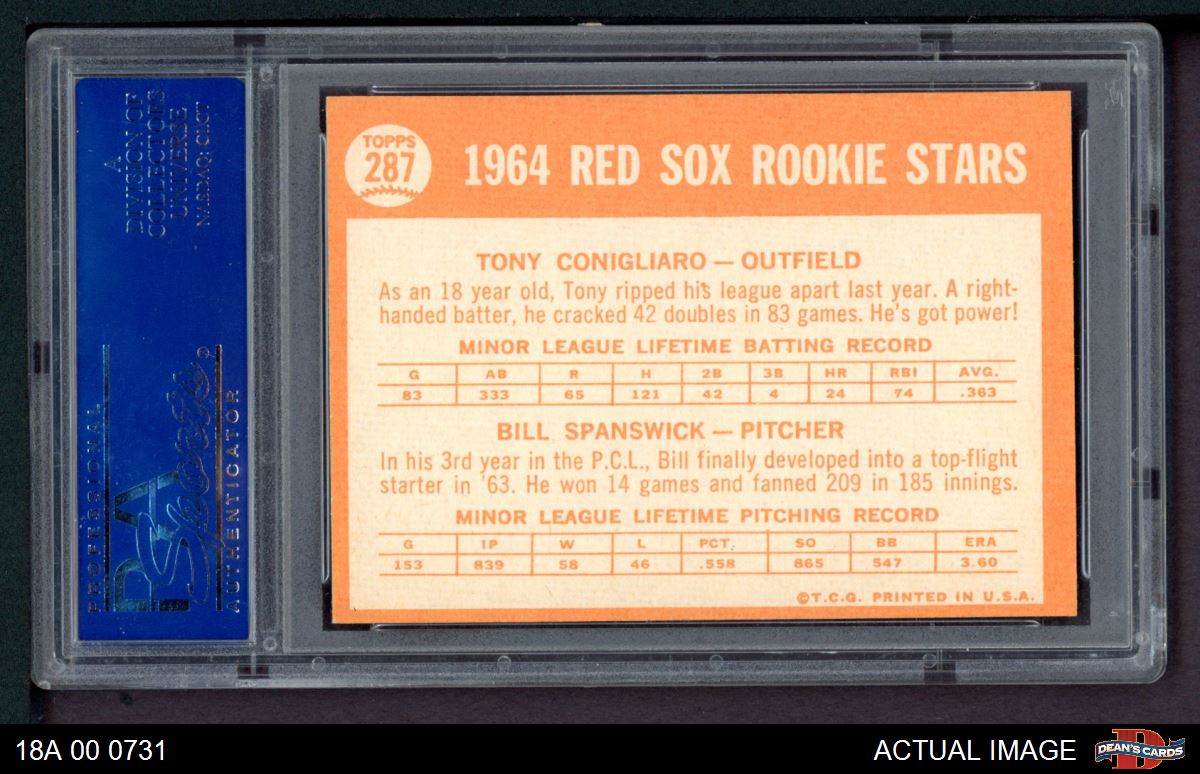 A
DIVISION OF
COLLECTORS
UNIVERSE
NASDAQ: CLCT
PROFESSIONAL
PSA
Sports
AUTHENTICATOR
TOPPS
287
1964 RED SOX ROOKIE STARS
TONY CONIGLIARO — OUTFIELD
As an 18 year old, Tony ripped his league apart last year. A right-
handed batter, he cracked 42 doubles in 83 games. He's got power!
MINOR LEAGUE LIFETIME BATTING RECORD
G AB R H 2B 3B HR RBI AVG.
83 333 65 121 42 4 24 74 .363
BILL SPANSWICK — PITCHER
In his 3rd year in the P.C.L., Bill finally developed into a top-flight
starter in '63. He won 14 games and fanned 209 in 185 innings.
MINOR LEAGUE LIFETIME PITCHING RECORD
G IP W L PCT. SO BB ERA
153 839 58 46 .558 865 547 3.60
©T.C.G. PRINTED IN U.S.A.
18A 00 0731
ACTUAL IMAGE
DEAN'S CARDS